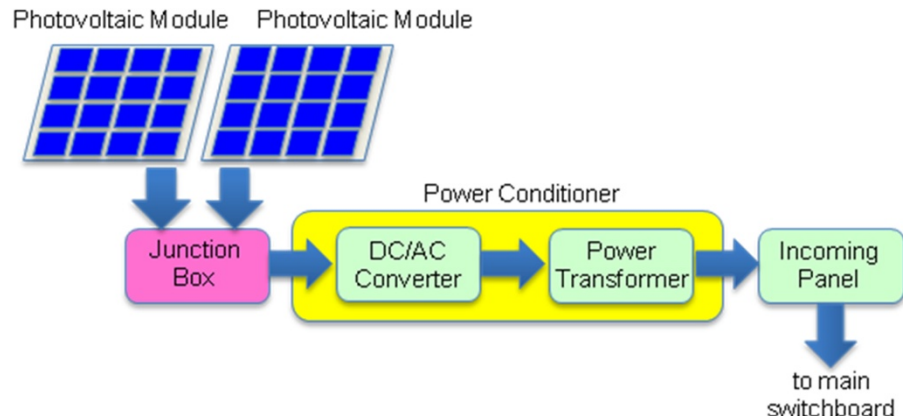 Photovoltaic Module
Photovoltaic Module
Power Conditioner
Junction
Box
DC/AC
Converter
Power
Transformer
Incoming
Panel
to main
switchboard